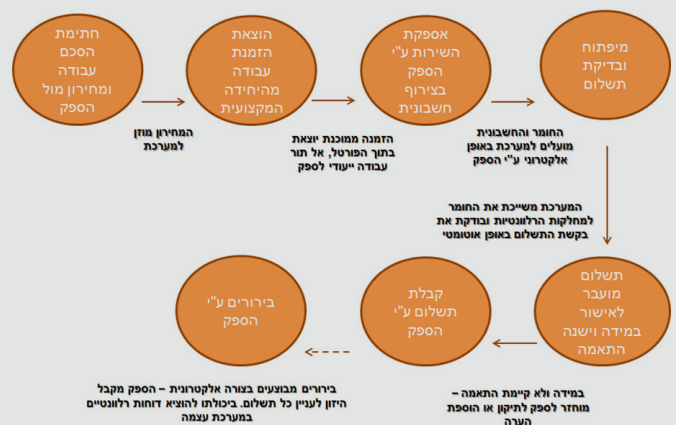 חתימת
הסכם
עבודה
ומחירון מול
הספק
המחירון מוזן
למערכת
הוצאת
הזמנת
עבודה
מהיחידה
המקצועית
הזמנה ממוכנת יוצאת
בתוך הפורטל, אל תור
עבודה ייעודי לספק
אספקת
השירות ע"י
הספק
בצירוף
חשבונית
החומר והחשבונית
מועלים למערכת באופן
אלקטרוני ע"י הספק
מיפתוח
ובדיקת
תשלום
המערכת משייכת את החומר
למחלקות הרלוונטיות ובודקת את
בקשת התשלום באופן אוטומטי
תשלום
מועבר
לאישור
במידה וישנה
התאמה
במידה ולא קיימת התאמה –
מוחזר לספק לתיקון או הוספת
הערה
קבלת
תשלום ע"י
הספק
בירורים ע"י
הספק
בירורים מבוצעים בצורה אלקטרונית – הספק מקבל
היזון לעניין כל תשלום. ביכולתו להוציא דוחות רלוונטיים
במערכת עצמה